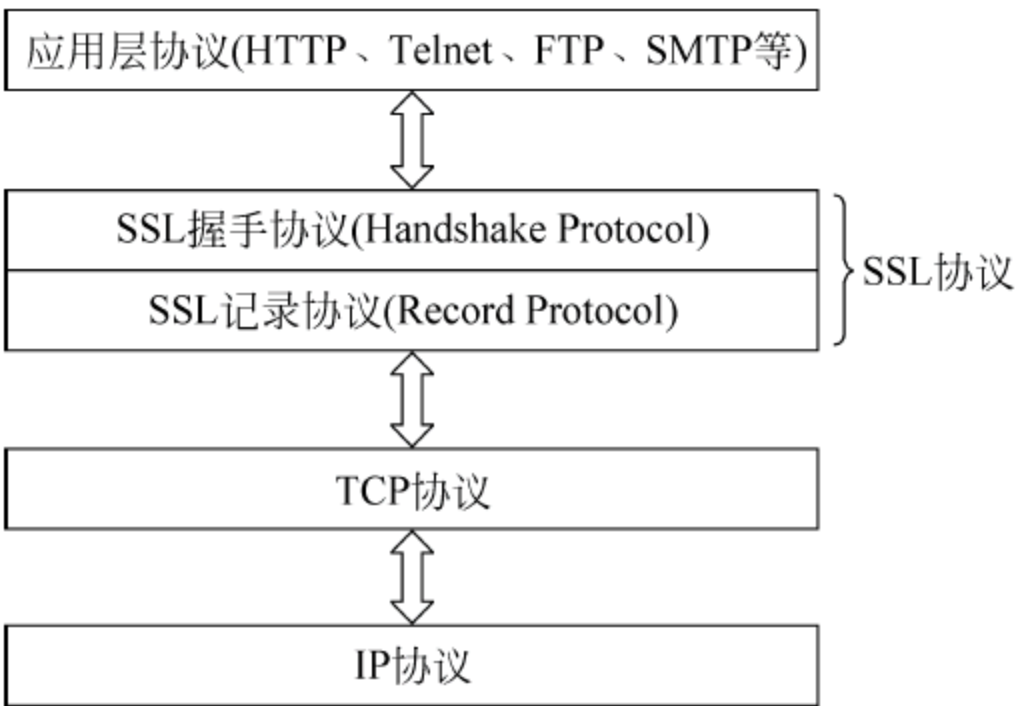 应用层协议(HTTP、Telnet、FTP、SMTP等)
SSL握手协议(Handshake Protocol)
SSL记录协议(Record Protocol)
SSL协议
TCP协议
IP协议